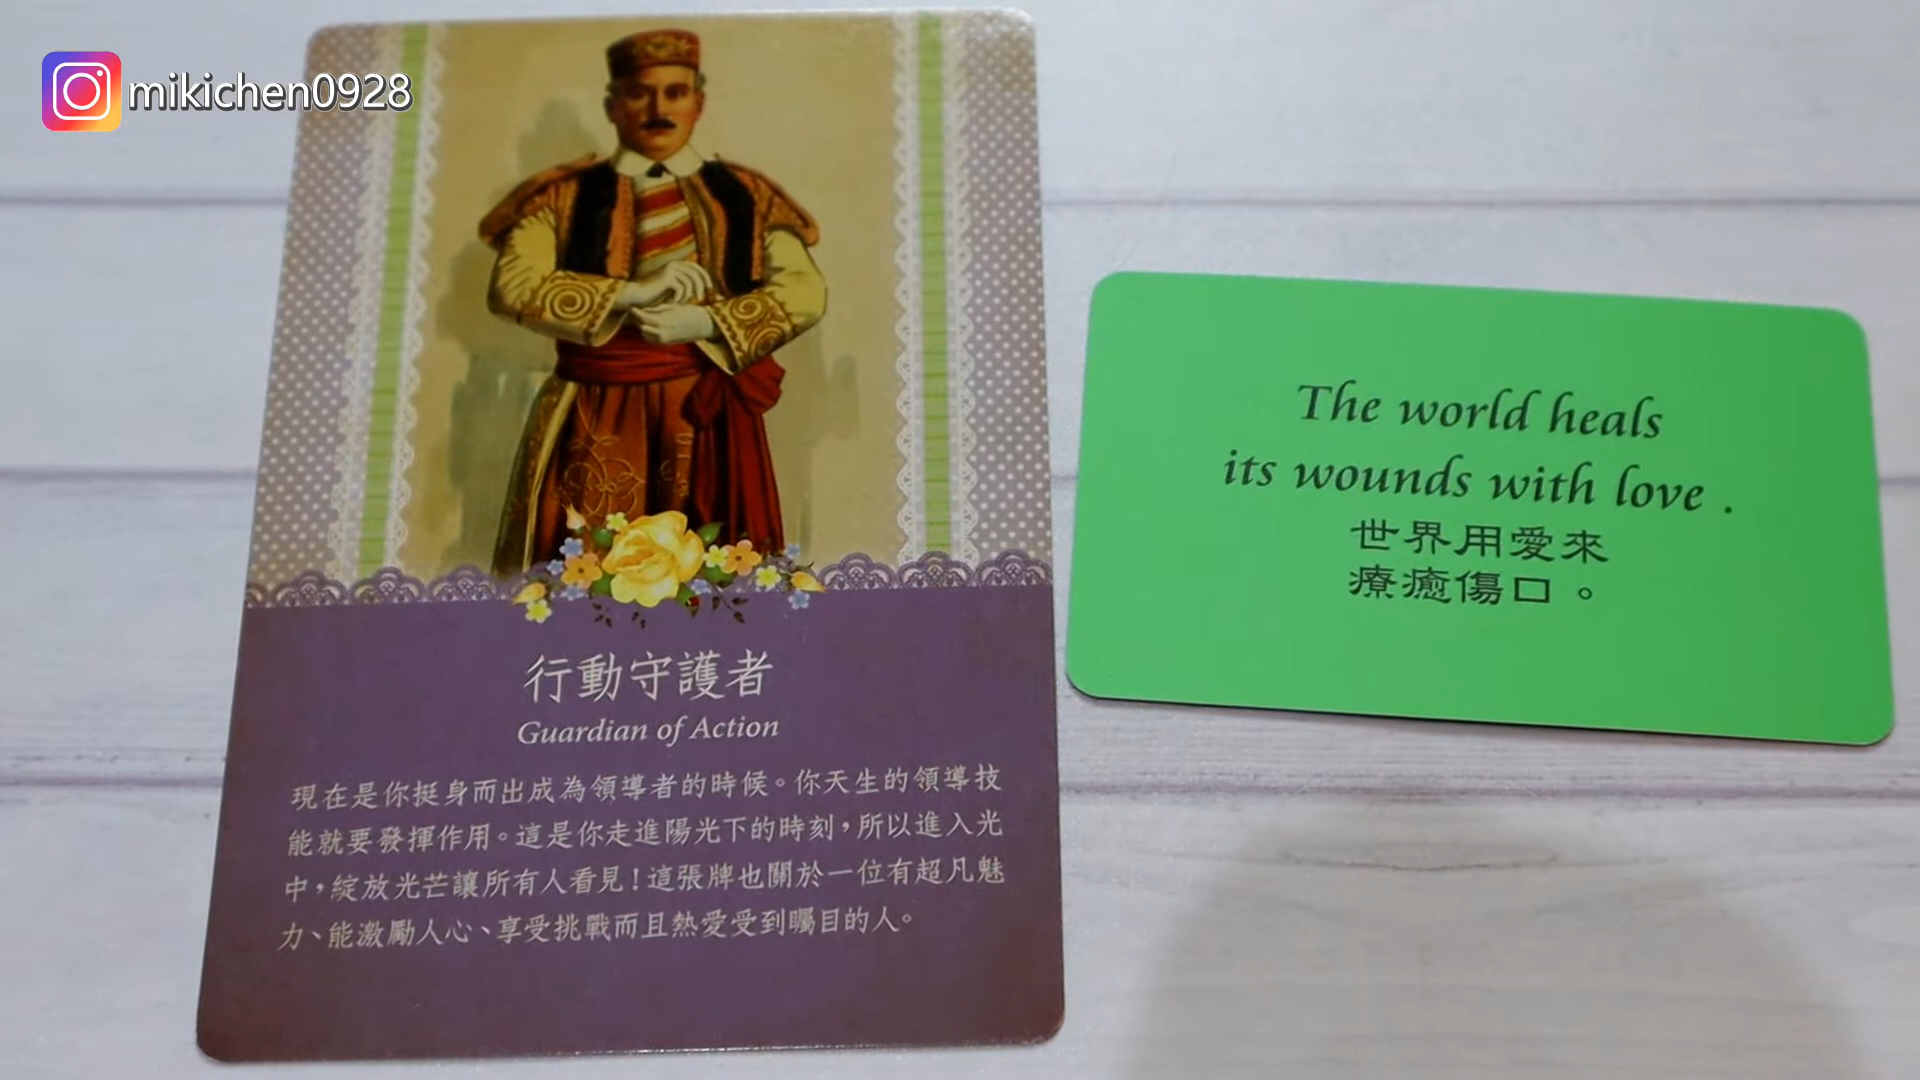 mikichen0928
行動守護者
Guardian of Action
現在是你挺身而出成為領導者的時候。你天生的領導技
能就要發揮作用。這是你走進陽光下的時刻，所以進入光
中，綻放光芒讓所有人看見！這張牌也關於一位有超凡魅
力、能激勵人心、享受挑戰而且熱愛受到矚目的人。
The world heals
its wounds with love .
世界用愛來
療癒傷口。